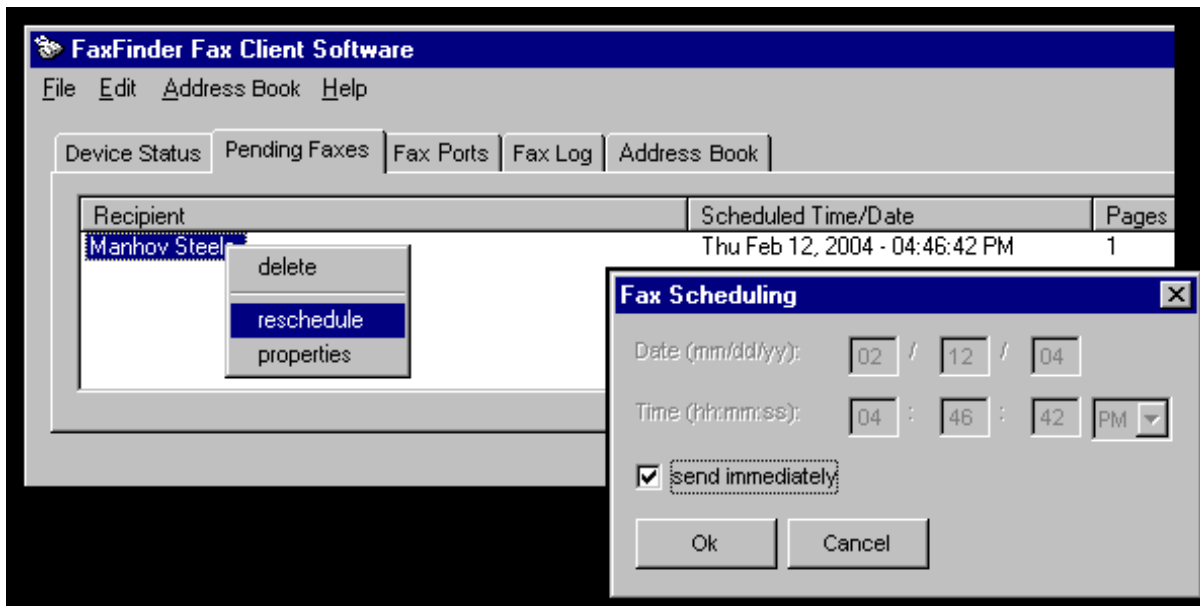 FaxFinder Fax Client Software
File Edit Address Book Help
Device Status Pending Faxes Fax Ports Fax Log Address Book
Recipient Scheduled Time/Date Pages
Manhov Steele Thu Feb 12, 2004 - 04:46:42 PM 1
delete
reschedule
properties
Fax Scheduling
Date (mm/dd/yy): 02 / 12 / 04
Time (hh:mm:ss): 04 : 46 : 42 PM
send immediately
Ok Cancel